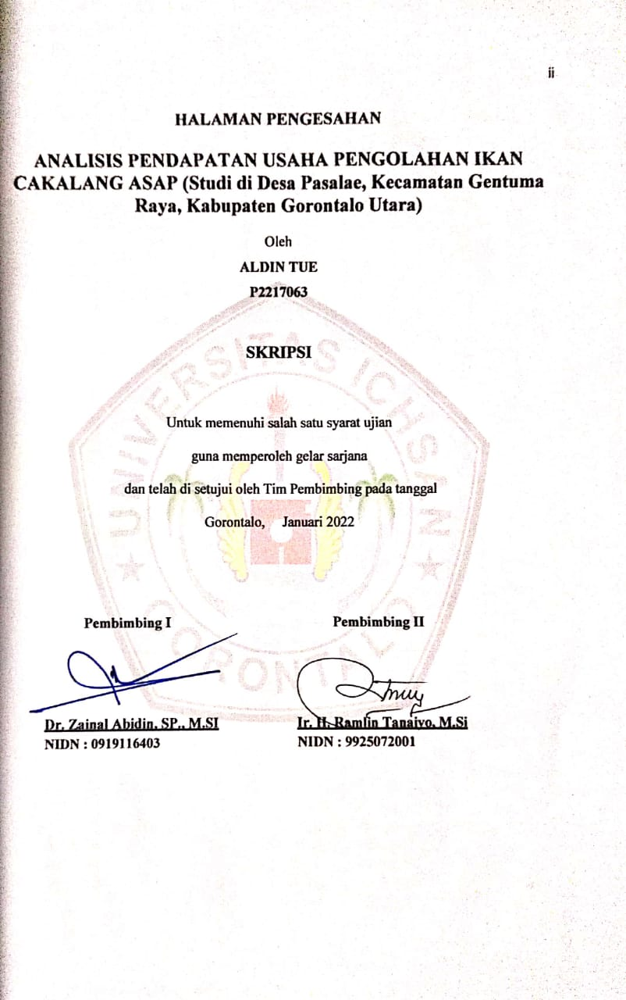 ii
HALAMAN PENGESAHAN
ANALISIS PENDAPATAN USAHA PENGOLAHAN IKAN
CAKALANG ASAP (Studi di Desa Pasalae, Kecamatan Gentuma
Raya, Kabupaten Gorontalo Utara)
Oleh
ALDIN TUE
P2217063
SKRIPSI
UNIVERSITAS ICHSAN
Untuk memenuhi salah satu syarat ujian
guna memperoleh gelar sarjana
dan telah di setujui oleh Tim Pembimbing pada tanggal
Gorontalo, Januari 2022
GORONTALO
Pembimbing I
Pembimbing II
Dr. Zainal Abidin, SP., M.SI
NIDN : 0919116403
Ir. H. Ramlin Tanaiyo, M.Si
NIDN : 9925072001